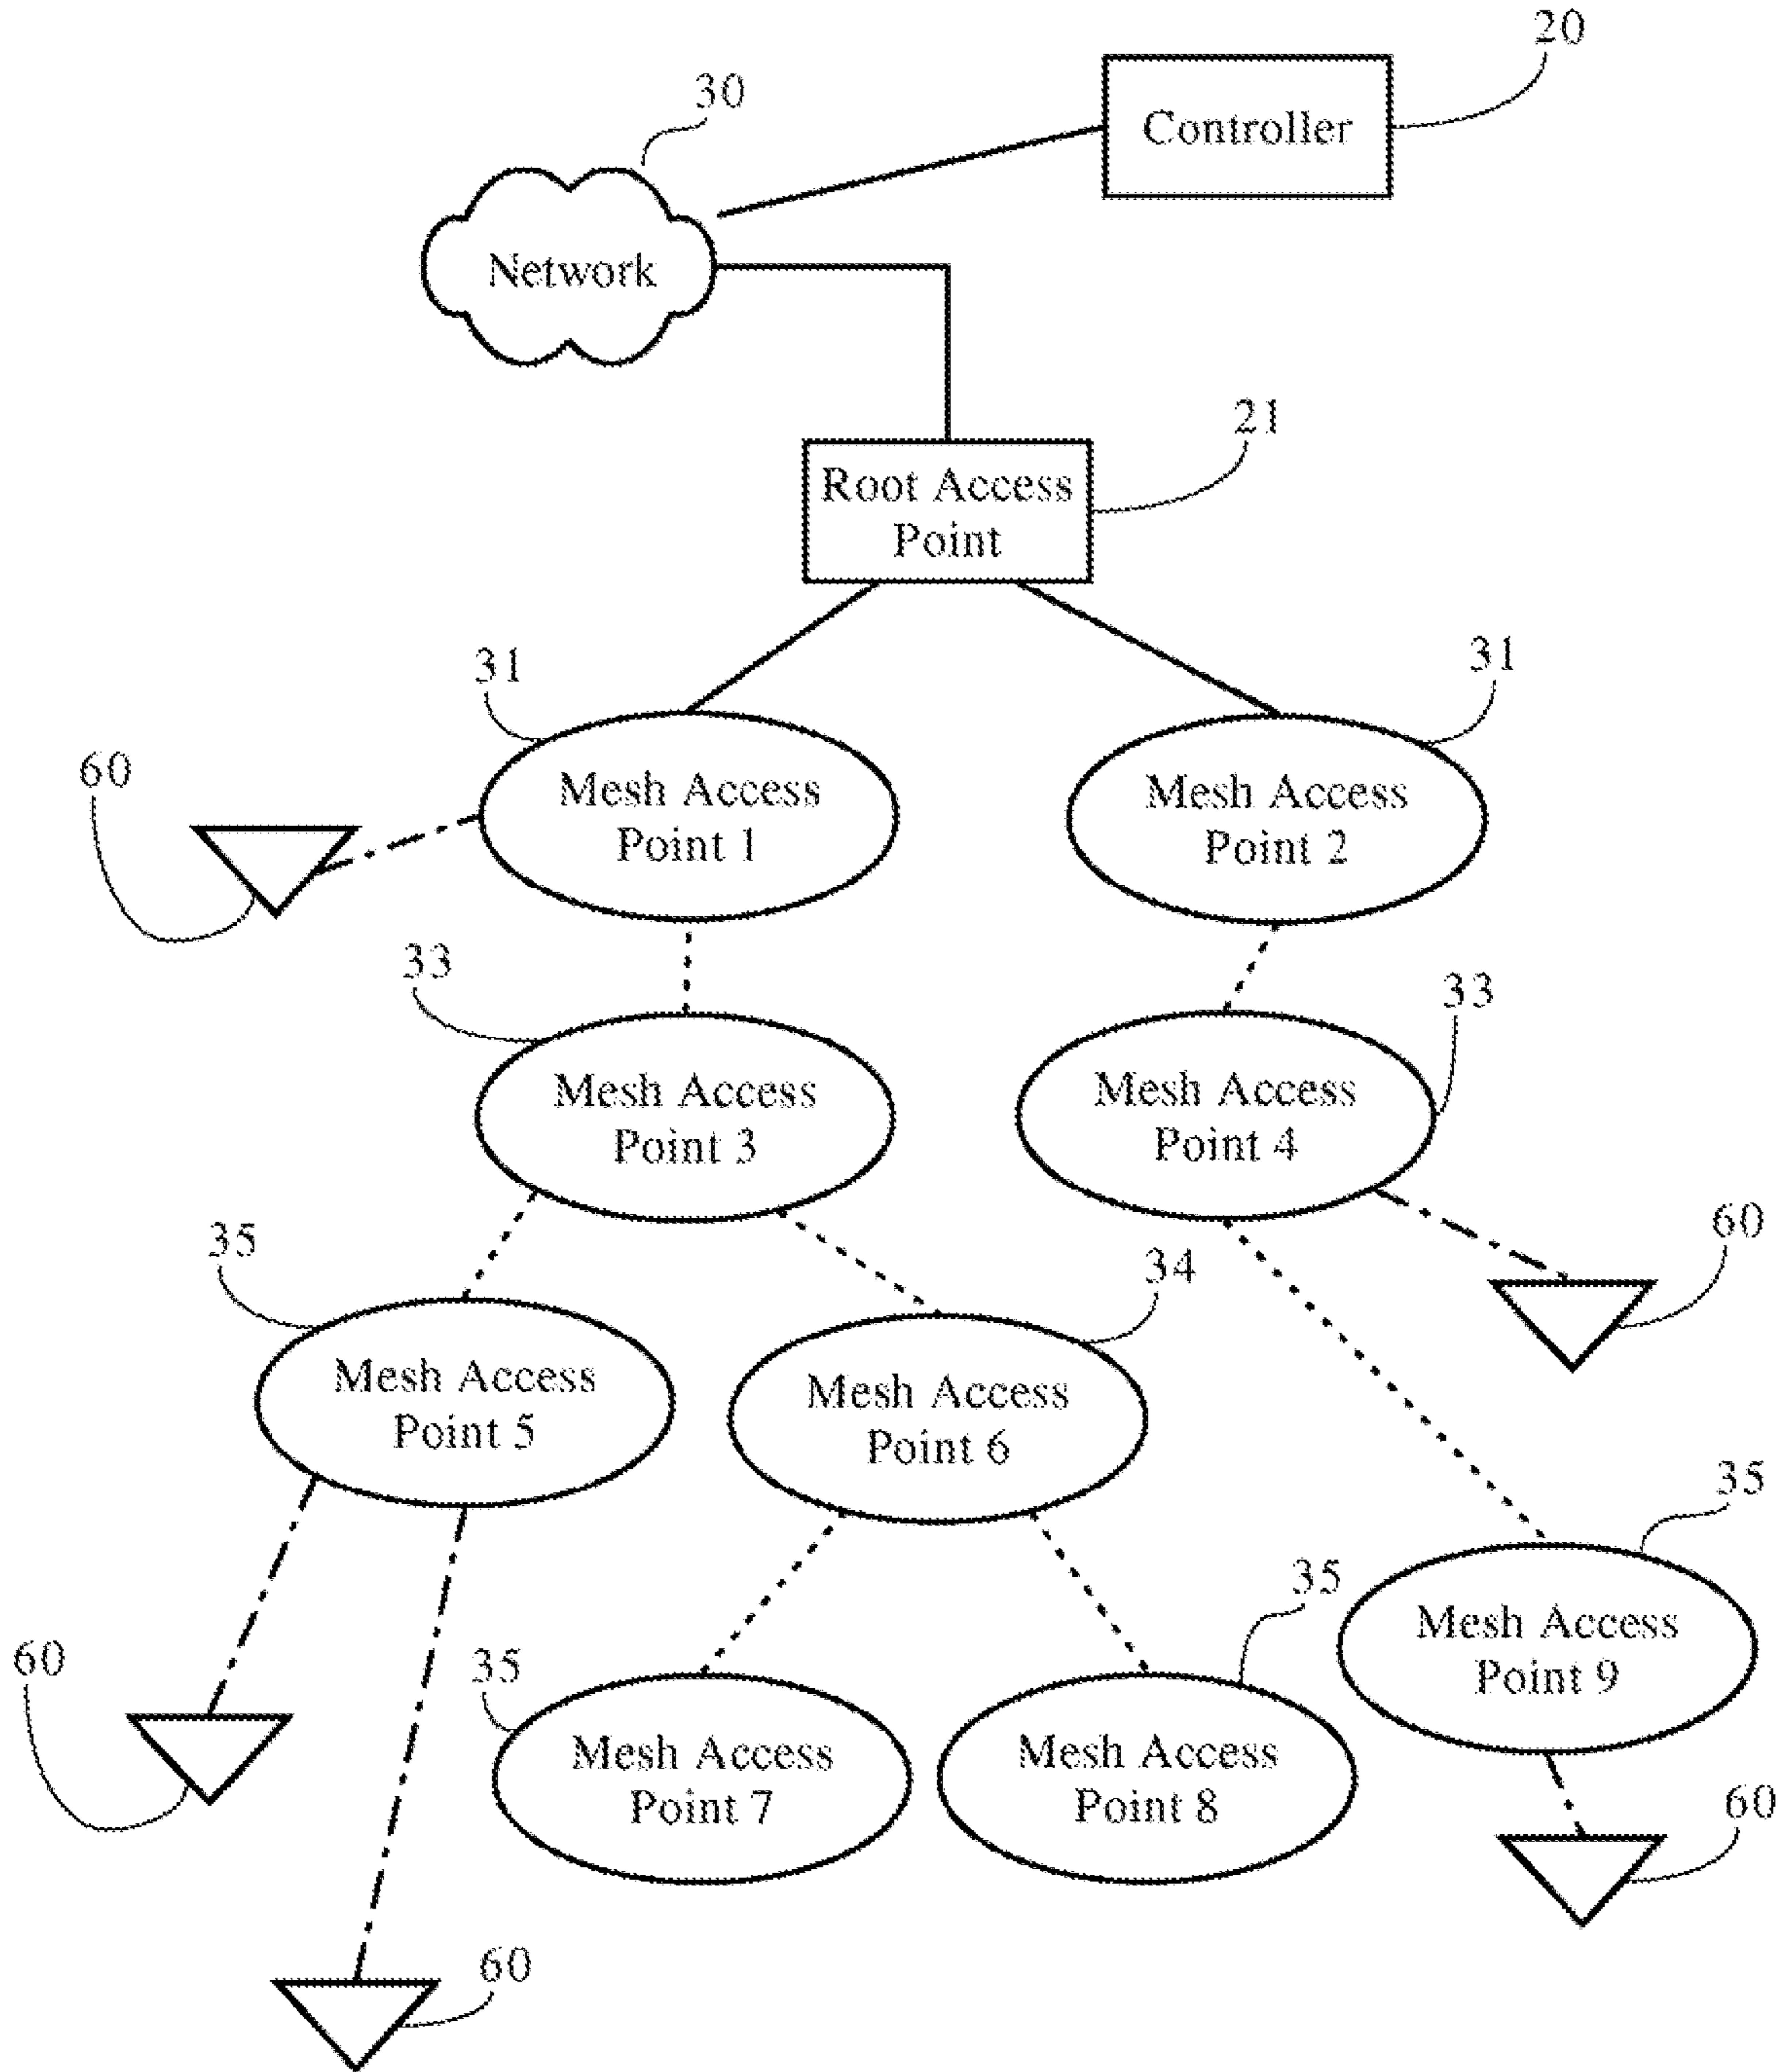 20
30
Controller
Network
21
Root Access
Point
31
31
60
Mesh Access
Point 1
Mesh Access
Point 2
33
33
Mesh Access
Point 3
Mesh Access
Point 4
35
34
60
Mesh Access
Point 5
Mesh Access
Point 6
35
35
60
35
Mesh Access
Point 9
Mesh Access
Point 7
Mesh Access
Point 8
60
60